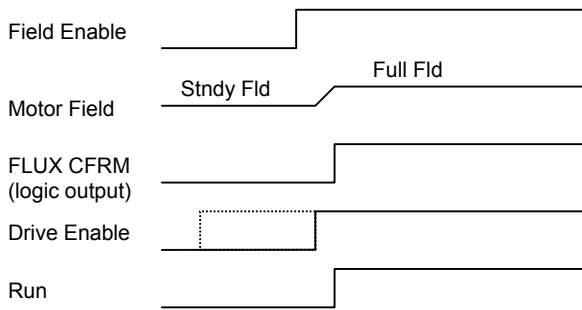 Field Enable
Stndy Fld
Full Fld
Motor Field
FLUX CFRM
(logic output)
Drive Enable
Run